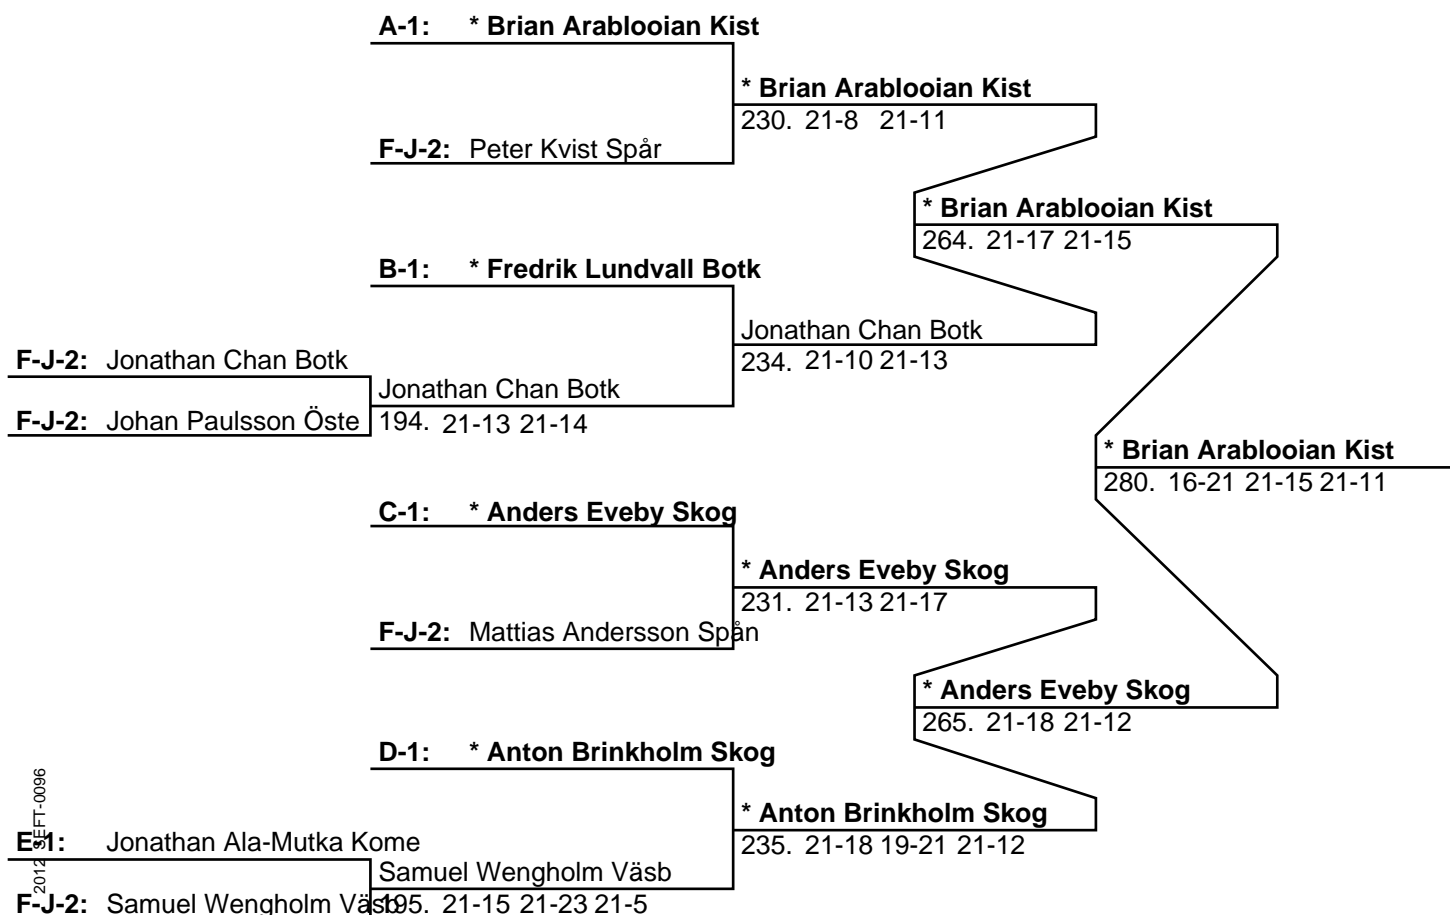 A-1: * Brian Arablooian Kist
* Brian Arablooian Kist
230. 21-8 21-11
F-J-2: Peter Kvist Spår
* Brian Arablooian Kist
264. 21-17 21-15
B-1: * Fredrik Lundvall Botk
Jonathan Chan Botk
234. 21-10 21-13
F-J-2: Jonathan Chan Botk
Jonathan Chan Botk
F-J-2: Johan Paulsson Öste
194. 21-13 21-14
* Brian Arablooian Kist
280. 16-21 21-15 21-11
C-1: * Anders Eveby Skog
* Anders Eveby Skog
231. 21-13 21-17
F-J-2: Mattias Andersson Spån
* Anders Eveby Skog
265. 21-18 21-12
D-1: * Anton Brinkholm Skog
* Anton Brinkholm Skog
235. 21-18 19-21 21-12
E-1: Jonathan Ala-Mutka Kome
Samuel Wengholm Väsb
F-J-2: Samuel Wengholm Väsb
195. 21-15 21-23 21-5
2012 SEFT-0096